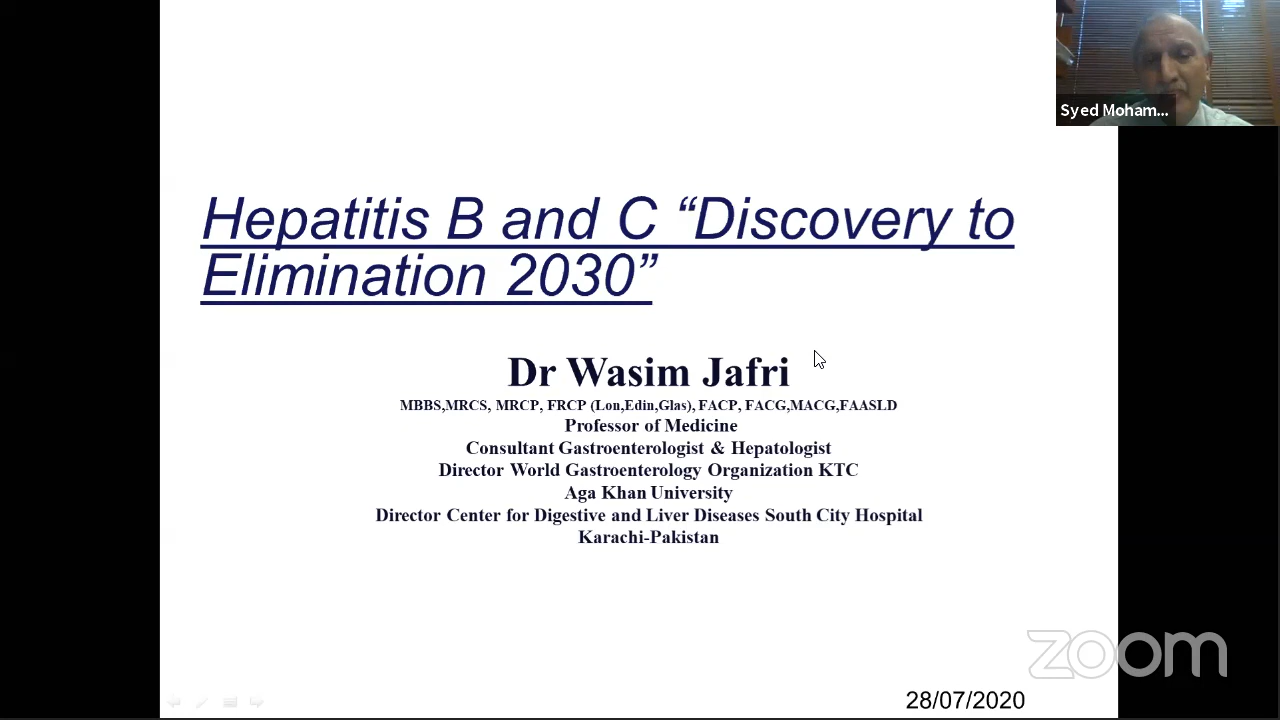 Syed Moham...
Hepatitis B and C “Discovery to
Elimination 2030”
Dr Wasim Jafri
MBBS,MRCS, MRCP, FRCP (Lon,Edin,Glas), FACP, FACG,MACG,FAASLD
Professor of Medicine
Consultant Gastroenterologist & Hepatologist
Director World Gastroenterology Organization KTC
Aga Khan University
Director Center for Digestive and Liver Diseases South City Hospital
Karachi-Pakistan
zoom
28/07/2020